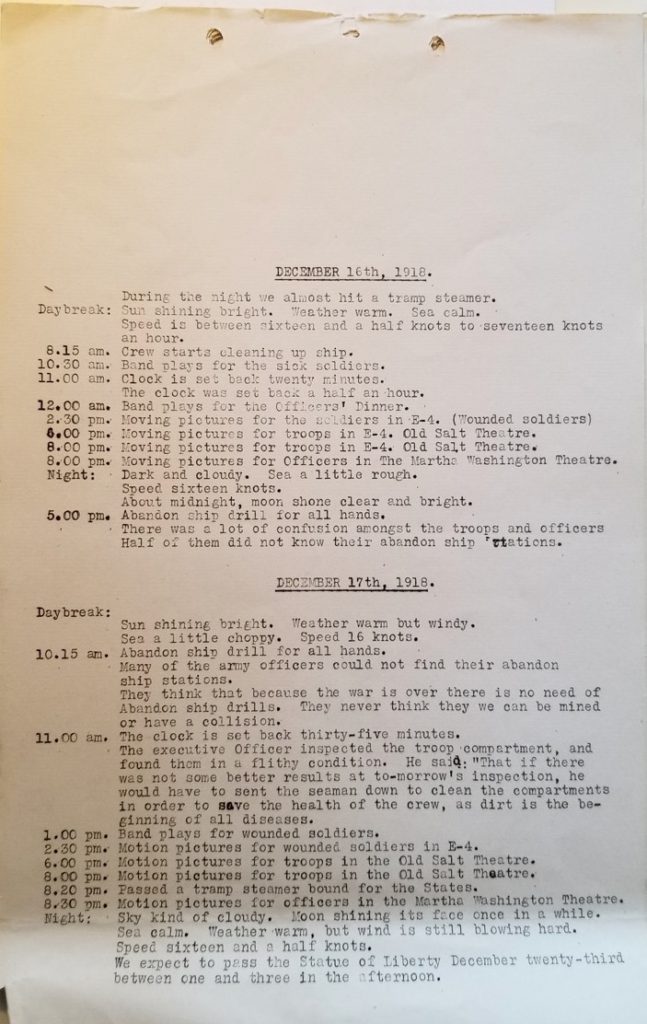 DECEMBER 16th, 1918.
During the night we almost hit a tramp steamer.
Daybreak: Sun shining bright. Weather warm. Sea calm.
Speed is between sixteen and a half knots to seventeen knots
an hour.
8.15 am. Crew starts cleaning up ship.
10.30 am. Band plays for the sick soldiers.
11.00 am. Clock is set back twenty minutes.
The clock was set back a half an hour.
12.00 am. Band plays for the Officers' Dinner.
2.30 pm. Moving pictures for the soldiers in E-4. (Wounded soldiers)
6.00 pm. Moving pictures for troops in E-4. Old Salt Theatre.
8.00 pm. Moving pictures for troops in E-4. Old Salt Theatre.
8.00 pm. Moving pictures for Officers in The Martha Washington Theatre.
Night: Dark and cloudy. Sea a little rough.
Speed sixteen knots.
About midnight, moon shone clear and bright.
5.00 pm. Abandon ship drill for all hands.
There was a lot of confusion amongst the troops and officers
Half of them did not know their abandon ship stations.
DECEMBER 17th, 1918.
Daybreak:
Sun shining bright. Weather warm but windy.
Sea a little choppy. Speed 16 knots.
10.15 am. Abandon ship drill for all hands.
Many of the army officers could not find their abandon
ship stations.
They think that because the war is over there is no need of
Abandon ship drills. They never think they we can be mined
or have a collision.
11.00 am. The clock is set back thirty-five minutes.
The executive Officer inspected the troop compartment, and
found them in a flithy condition. He said: "That if there
was not some better results at to-morrow's inspection, he
would have to sent the seaman down to clean the compartments
in order to save the health of the crew, as dirt is the be-
ginning of all diseases.
1.00 pm. Band plays for wounded soldiers.
2.30 pm. Motion pictures for wounded soldiers in E-4.
6.00 pm. Motion pictures for troops in the Old Salt Theatre.
8.00 pm. Motion pictures for troops in the Old Salt Theatre.
8.20 pm. Passed a tramp steamer bound for the States.
8.30 pm. Motion pictures for officers in the Martha Washington Theatre.
Night: Sky kind of cloudy. Moon shining its face once in a while.
Sea calm. Weather warm, but wind is still blowing hard.
Speed sixteen and a half knots.
We expect to pass the Statue of Liberty December twenty-third
between one and three in the afternoon.